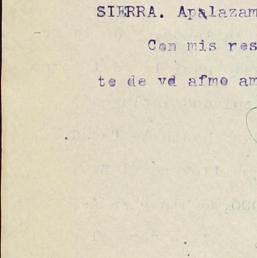 SIERRA. Apalazam
Con mis res
te de vd afmo am